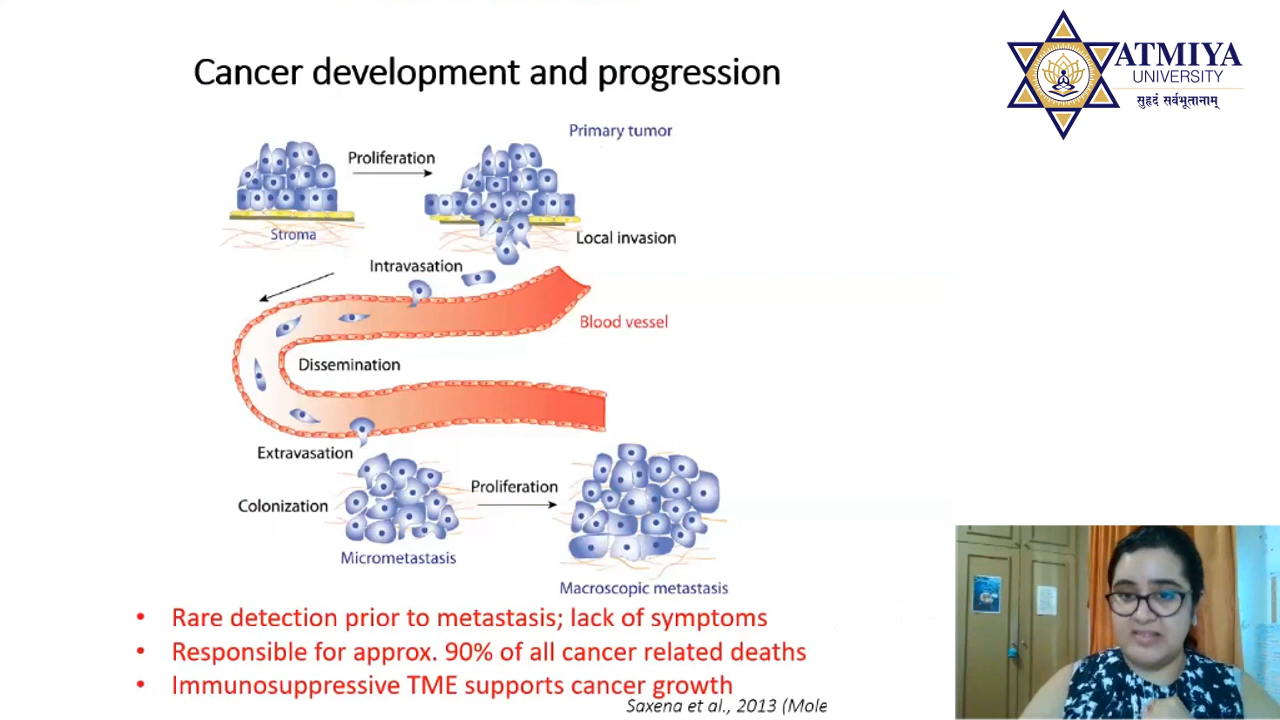 Cancer development and progression
ATMIYA
UNIVERSITY
सुहृदं सर्वभूतानाम्
Primary tumor
Proliferation
Stroma
Local invasion
Intravasation
Blood vessel
Dissemination
Extravasation
Colonization
Proliferation
Micrometastasis
Macroscopic metastasis
• Rare detection prior to metastasis; lack of symptoms
• Responsible for approx. 90% of all cancer related deaths
• Immunosuppressive TME supports cancer growth
Saxena et al., 2013 (Mole